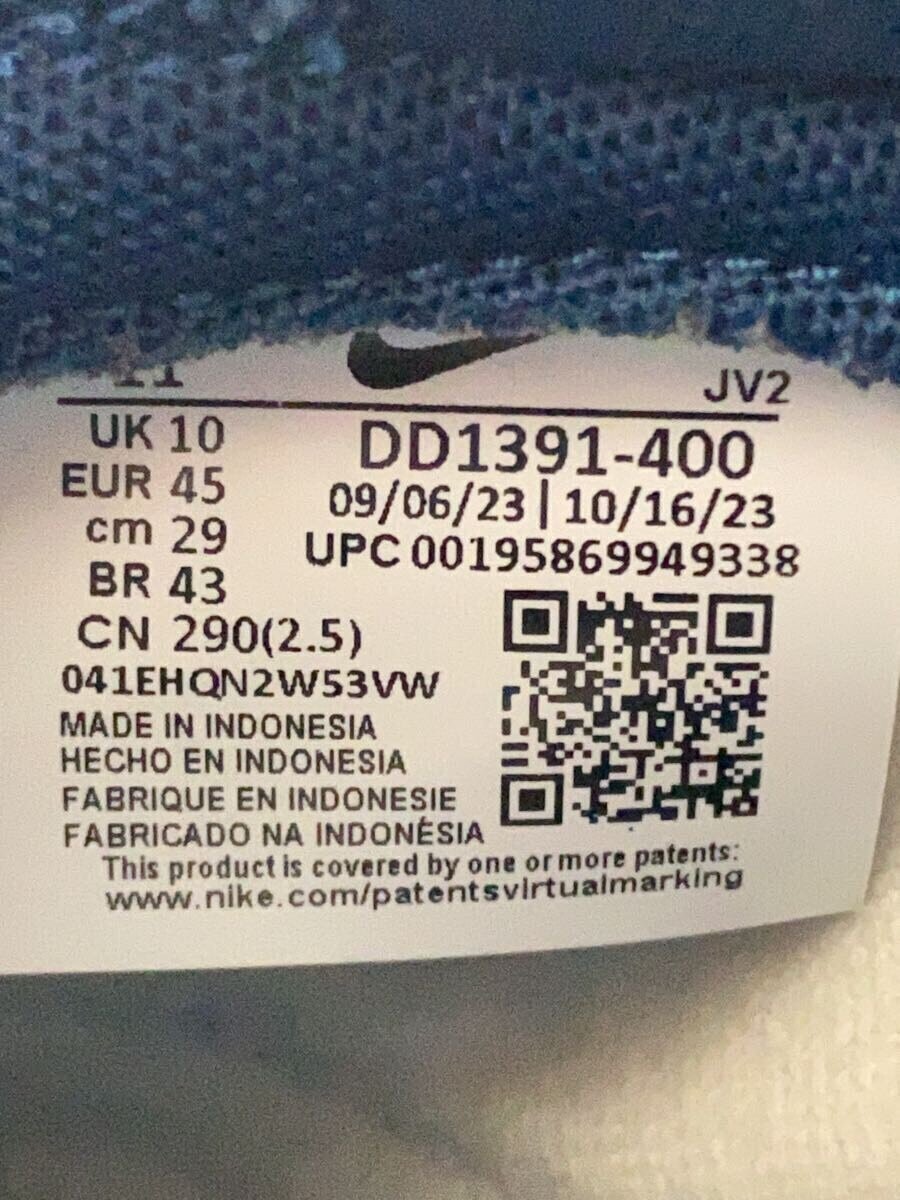 11
JV2
UK 10
EUR 45
cm 29
BR 43
CN 290(2.5)
DD1391-400
09/06/23 | 10/16/23
UPC 00195869949338
041EHQN2W53VW
MADE IN INDONESIA
HECHO EN INDONESIA
FABRIQUE EN INDONESIE
FABRICADO NA INDONÉSIA
This product is covered by one or more patents:
www.nike.com/patentsvirtualmarking